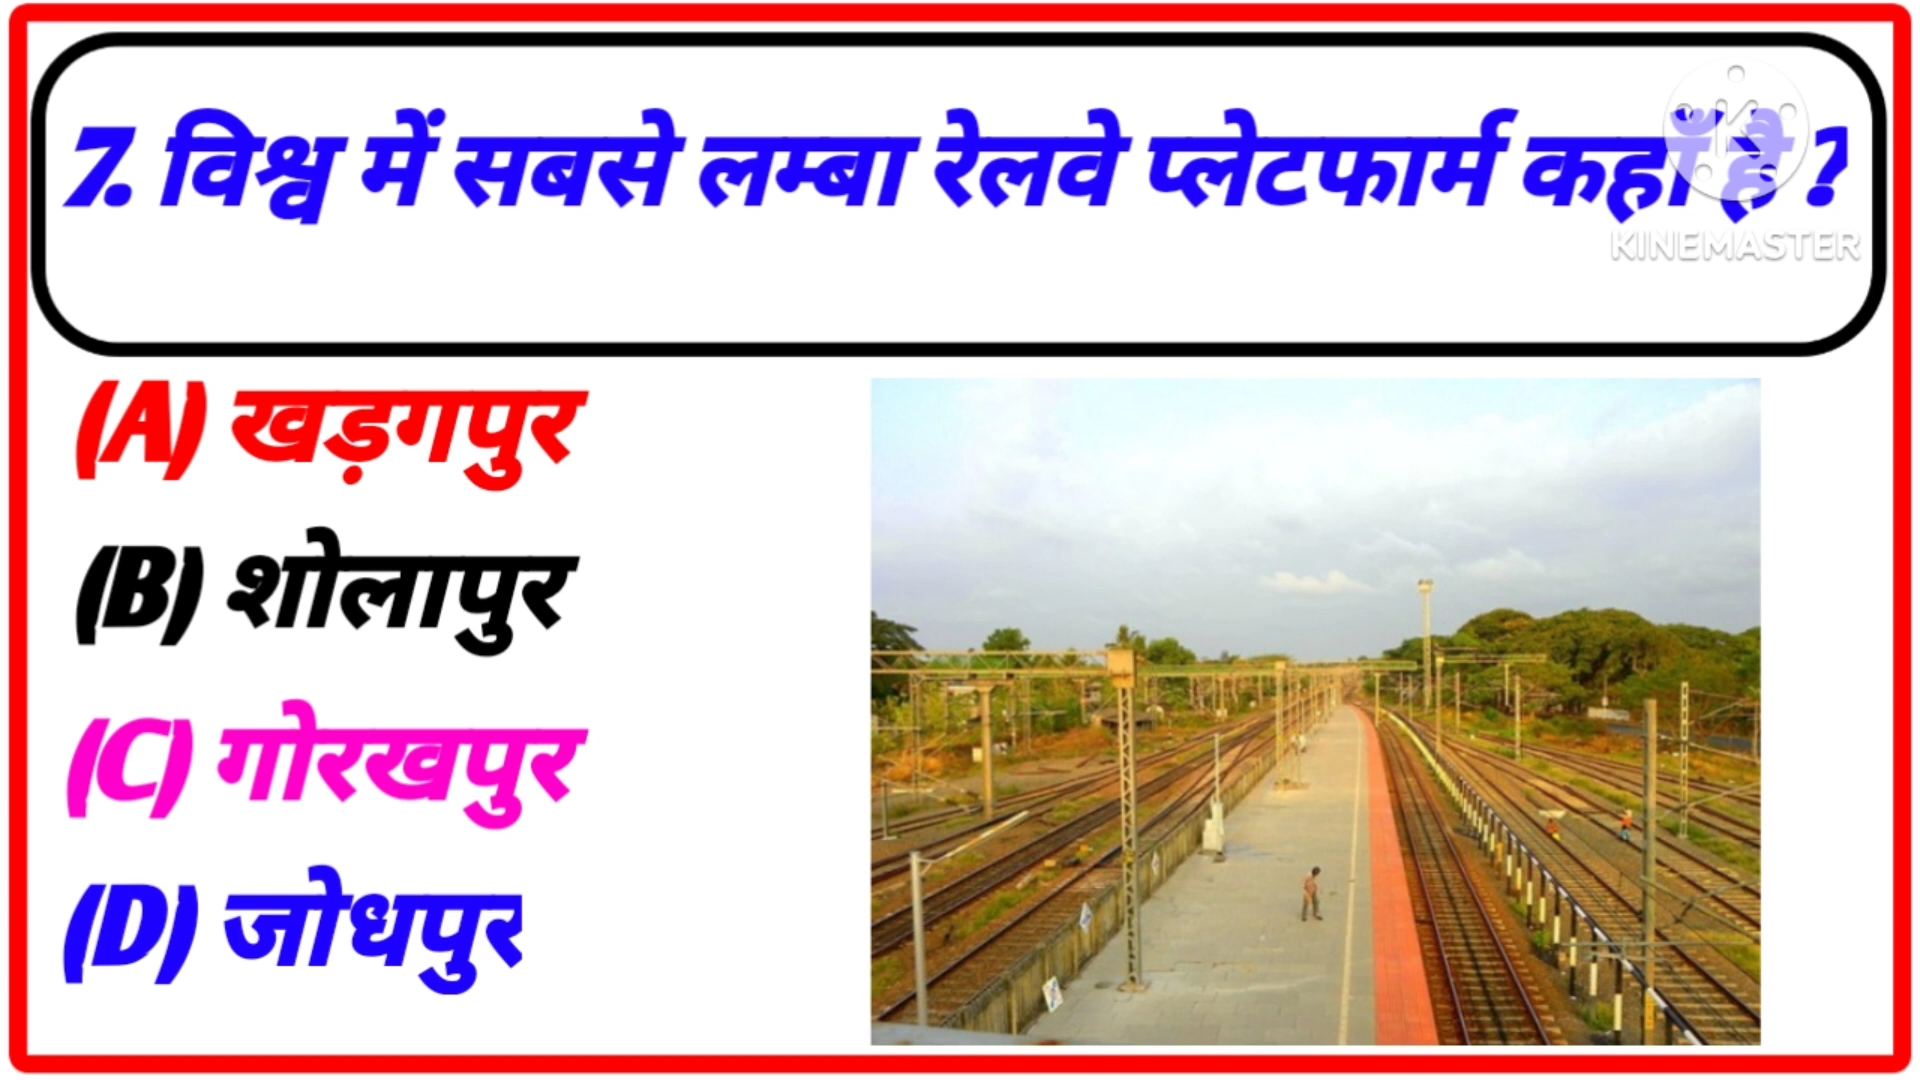 7. विश्व में सबसे लम्बा रेलवे प्लेटफार्म कहाँ है ?
KINEMASTER
(A) खड़गपुर
(B) शोलापुर
(C) गोरखपुर
(D) जोधपुर